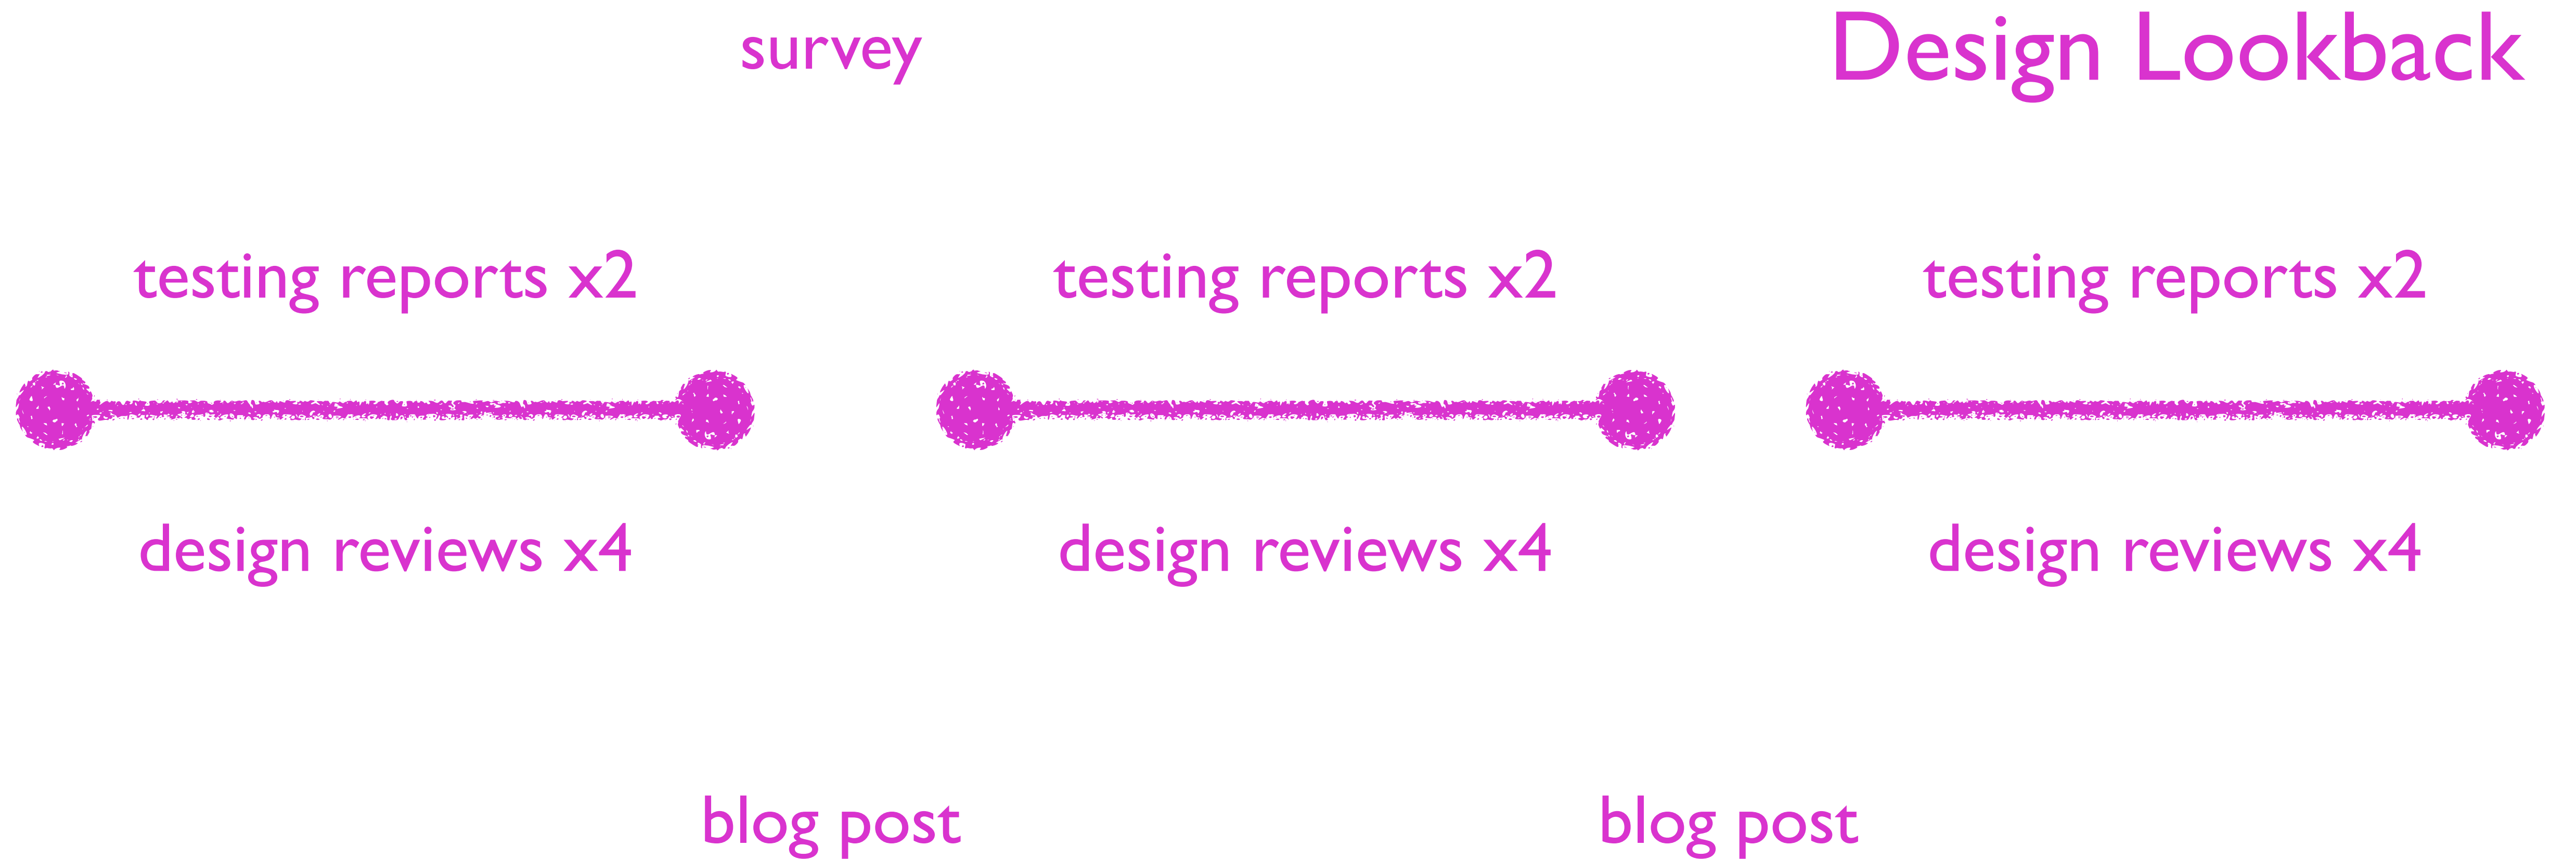 survey
Design Lookback
testing reports x2
testing reports x2
testing reports x2
design reviews x4
design reviews x4
design reviews x4
blog post
blog post